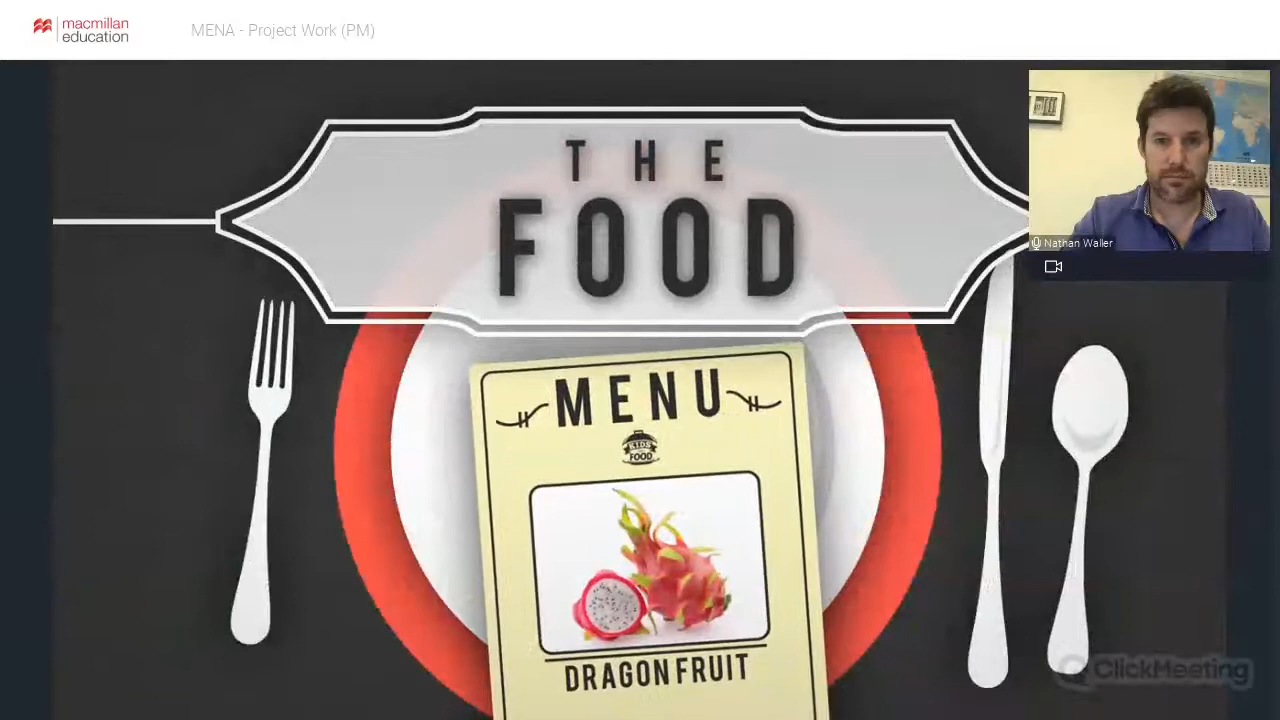 macmillan
education
MENA - Project Work (PM)
THE
FOOD
Nathan Waller
MENU
KIDS
FOOD
DRAGON FRUIT
ClickMeeting